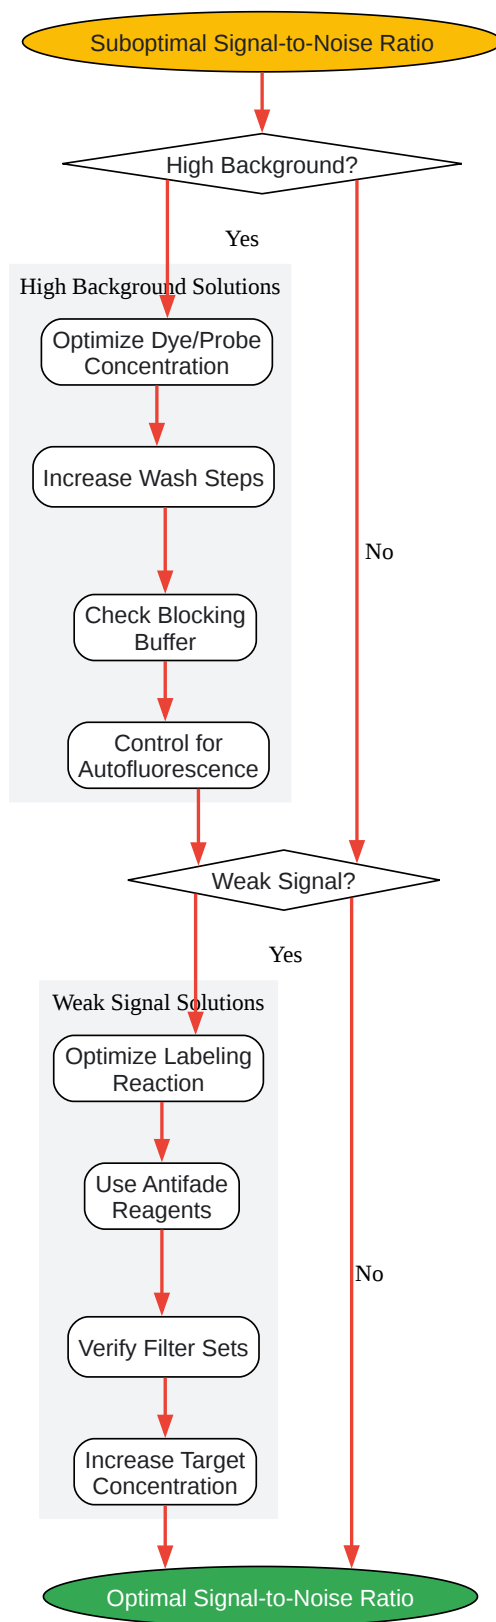 Suboptimal Signal-to-Noise Ratio
High Background?
Yes
High Background Solutions
Optimize Dye/Probe
Concentration
Increase Wash Steps
No
Check Blocking
Buffer
Control for
Autofluorescence
Weak Signal?
Yes
Weak Signal Solutions
Optimize Labeling
Reaction
Use Antifade
Reagents
No
Verify Filter Sets
Increase Target
Concentration
Optimal Signal-to-Noise Ratio